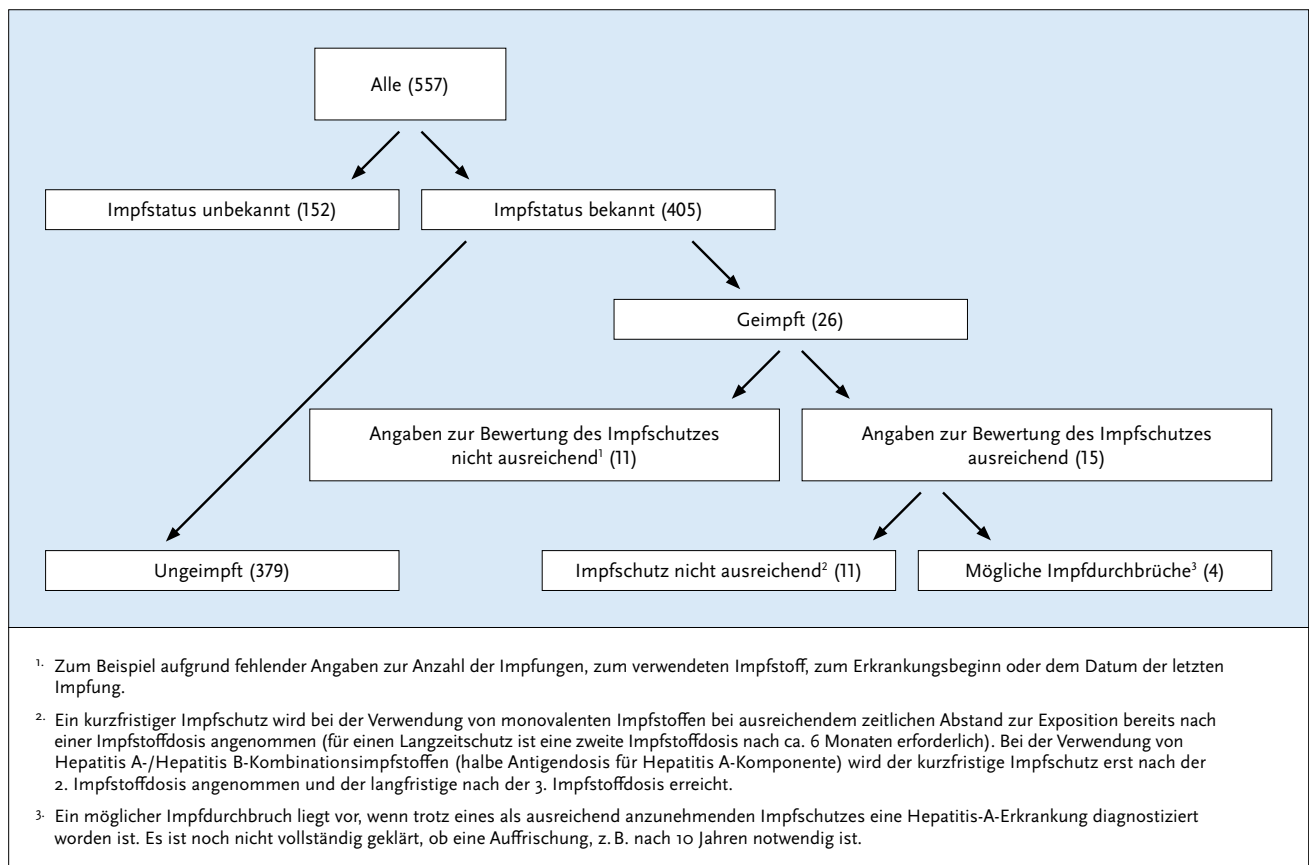 Alle (557)
Impfstatus unbekannt (152)
Impfstatus bekannt (405)
Geimpft (26)
Angaben zur Bewertung des Impfschutzes
nicht ausreichend¹ (11)
Angaben zur Bewertung des Impfschutzes
ausreichend (15)
Ungeimpft (379)
Impfschutz nicht ausreichend² (11)
Mögliche Impfdurchbrüche³ (4)
1. Zum Beispiel aufgrund fehlender Angaben zur Anzahl der Impfungen, zum verwendeten Impfstoff, zum Erkrankungsbeginn oder dem Datum der letzten
Impfung.
2. Ein kurzfristiger Impfschutz wird bei der Verwendung von monovalenten Impfstoffen bei ausreichendem zeitlichen Abstand zur Exposition bereits nach
einer Impfstoffdosis angenommen (für einen Langzeitschutz ist eine zweite Impfstoffdosis nach ca. 6 Monaten erforderlich). Bei der Verwendung von
Hepatitis A-/Hepatitis B-Kombinationsimpfstoffen (halbe Antigendosis für Hepatitis A-Komponente) wird der kurzfristige Impfschutz erst nach der
2. Impfstoffdosis angenommen und der langfristige nach der 3. Impfstoffdosis erreicht.
3. Ein möglicher Impfdurchbruch liegt vor, wenn trotz eines als ausreichend anzunehmenden Impfschutzes eine Hepatitis-A-Erkrankung diagnostiziert
worden ist. Es ist noch nicht vollständig geklärt, ob eine Auffrischung, z. B. nach 10 Jahren notwendig ist.